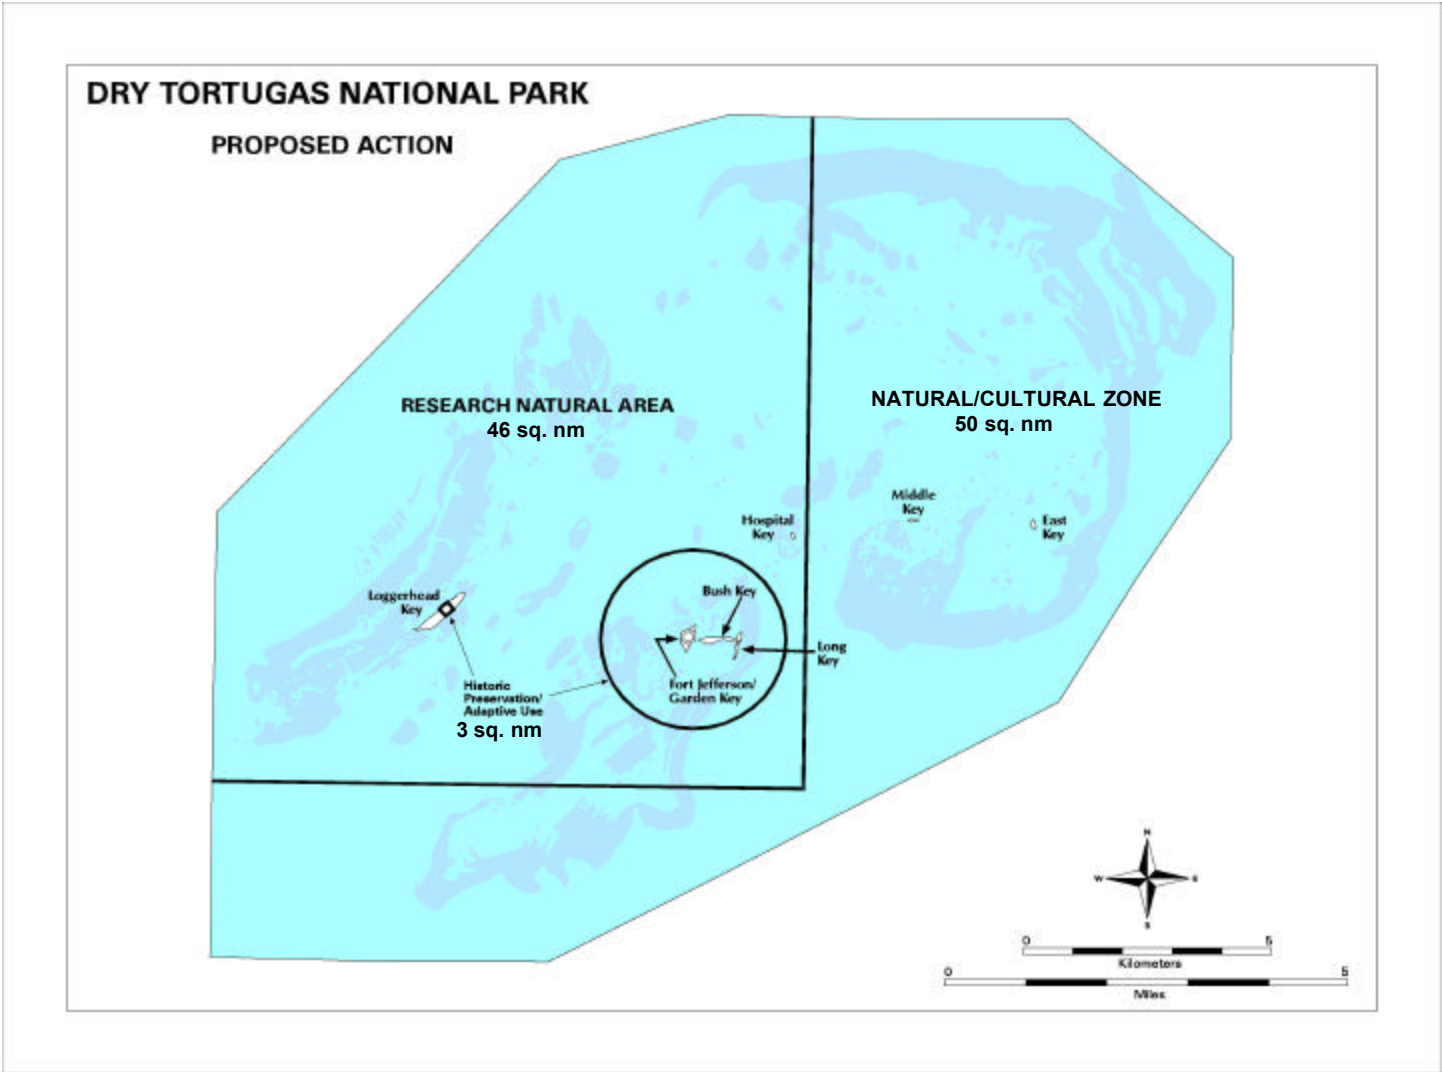 DRY TORTUGAS NATIONAL PARK
PROPOSED ACTION
RESEARCH NATURAL AREA
46 sq. nm
NATURAL/CULTURAL ZONE
50 sq. nm
Middle
Key
Hospital
Key
East
Key
Loggerhead
Key
Bush Key
Long
Key
Fort Jefferson/
Garden Key
Historic
Preservation/
Adaptive Use
3 sq. nm
N
W
E
S
0 5
Kilometers
0 5
Miles